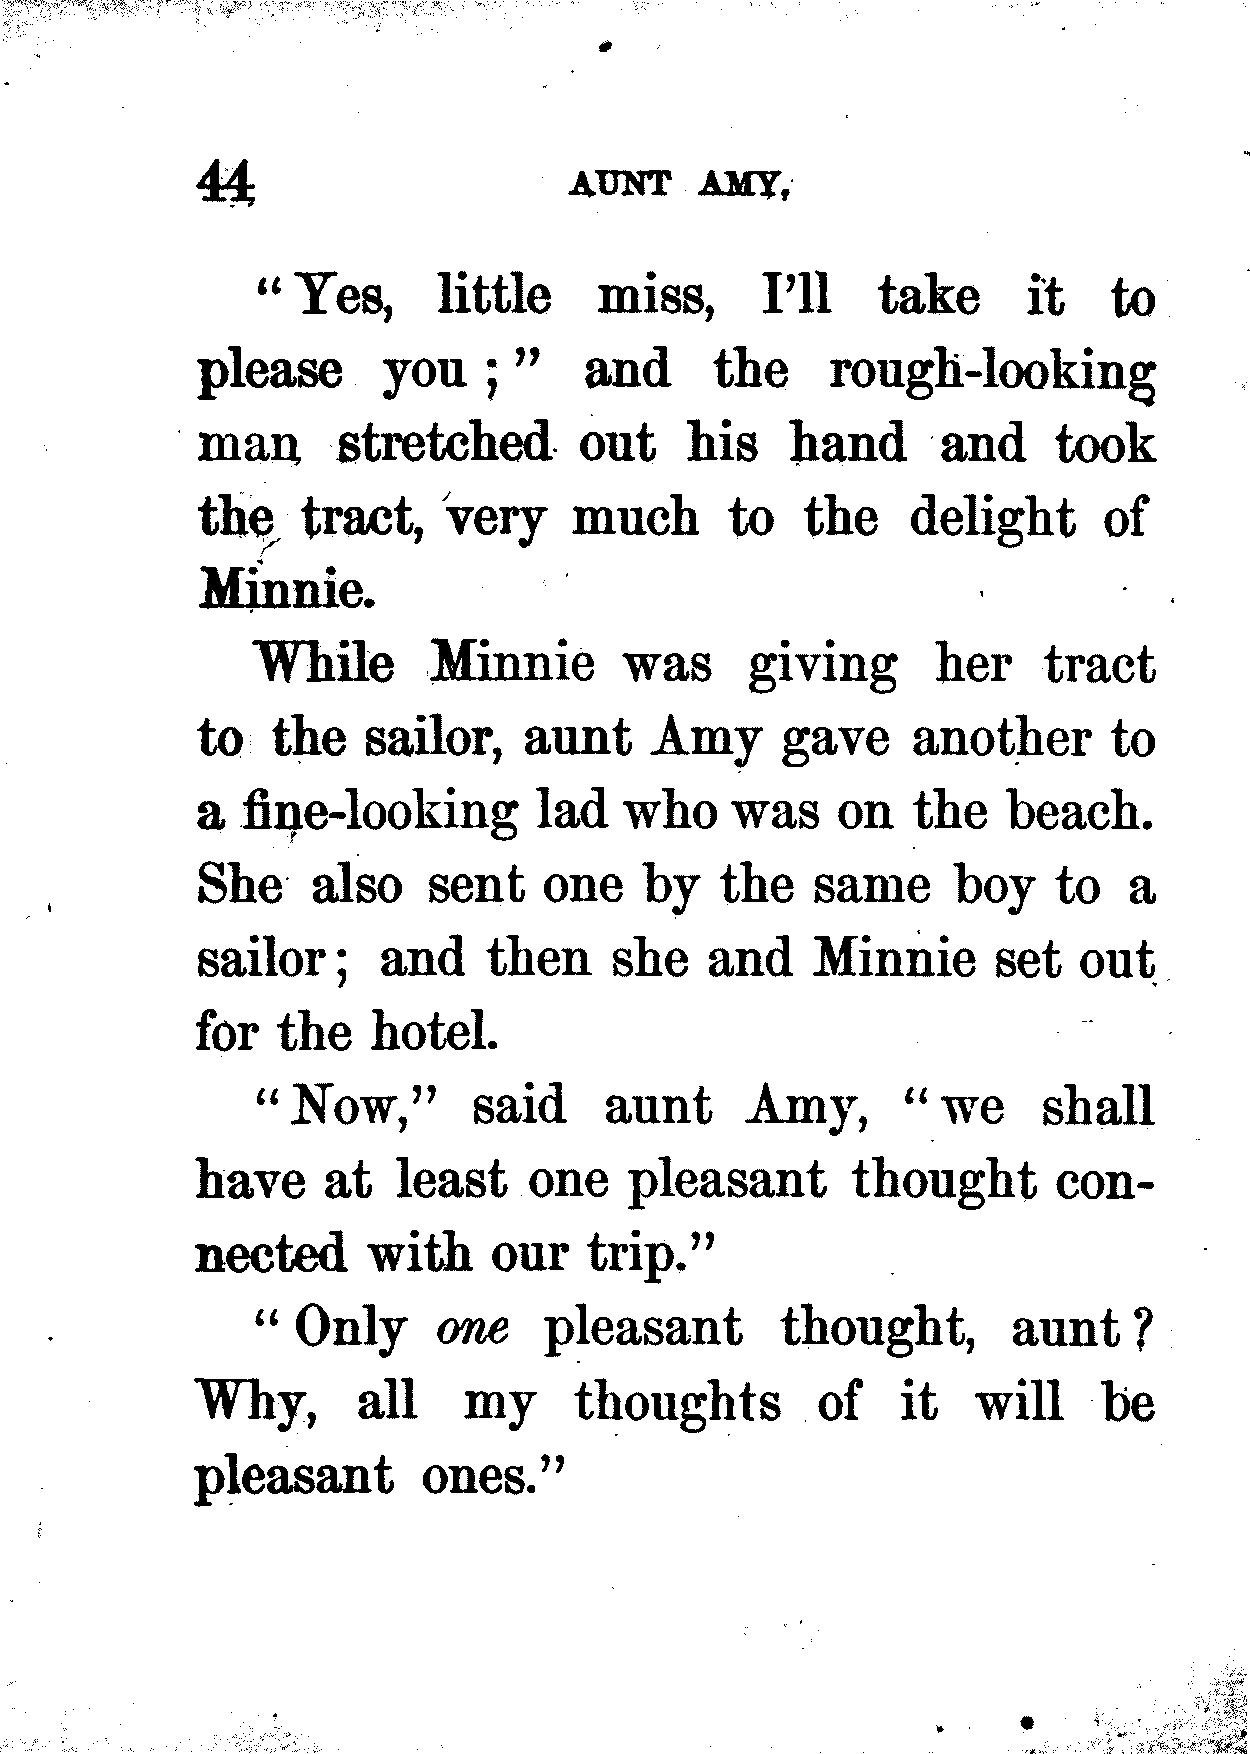 44 AUNT AMY.
“Yes, little miss, I’ll take it to
please you ;” and the rough-looking
man stretched out his hand and took
the tract, very much to the delight of
Minnie.
While Minnie was giving her tract
to the sailor, aunt Amy gave another to
a fine-looking lad who was on the beach.
She also sent one by the same boy to a
sailor; and then she and Minnie set out
for the hotel.
“Now,” said aunt Amy, “we shall
have at least one pleasant thought con-
nected with our trip.”
“Only one pleasant thought, aunt?
Why, all my thoughts of it will be
pleasant ones.”